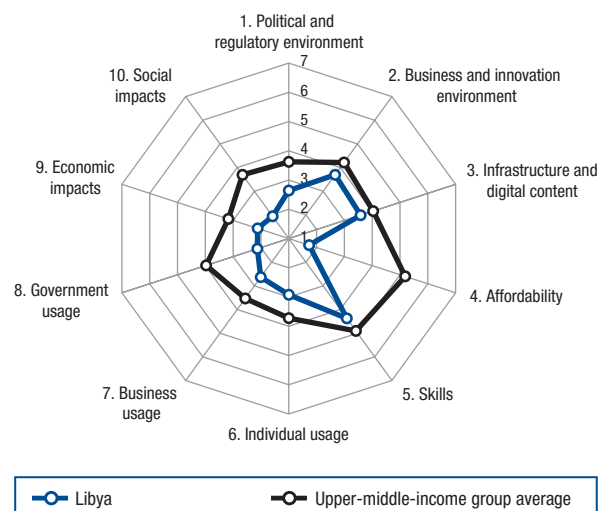 1. Political and
regulatory environment
10. Social
impacts
2. Business and innovation
environment
9. Economic
impacts
3. Infrastructure and
digital content
8. Government
usage
4. Affordability
7. Business
usage
5. Skills
6. Individual usage
7
6
5
4
3
2
1
Libya
Upper-middle-income group average